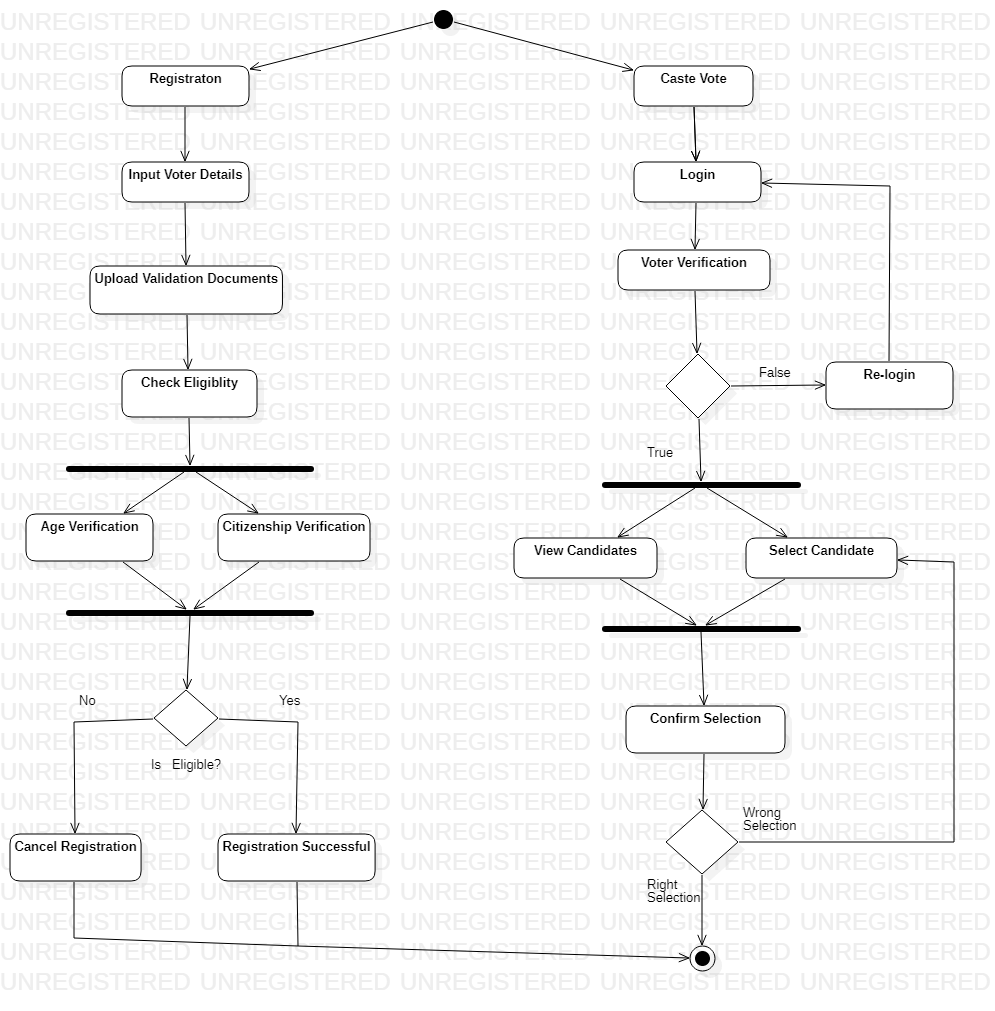 Registraton
Caste Vote
Input Voter Details
Login
Upload Validation Documents
Voter Verification
Check Eligiblity
False
Re-login
True
Age Verification
Citizenship Verification
View Candidates
Select Candidate
No
Yes
Is Eligible?
Confirm Selection
Wrong
Selection
Cancel Registration
Registration Successful
Right
Selection
UNREGISTERED